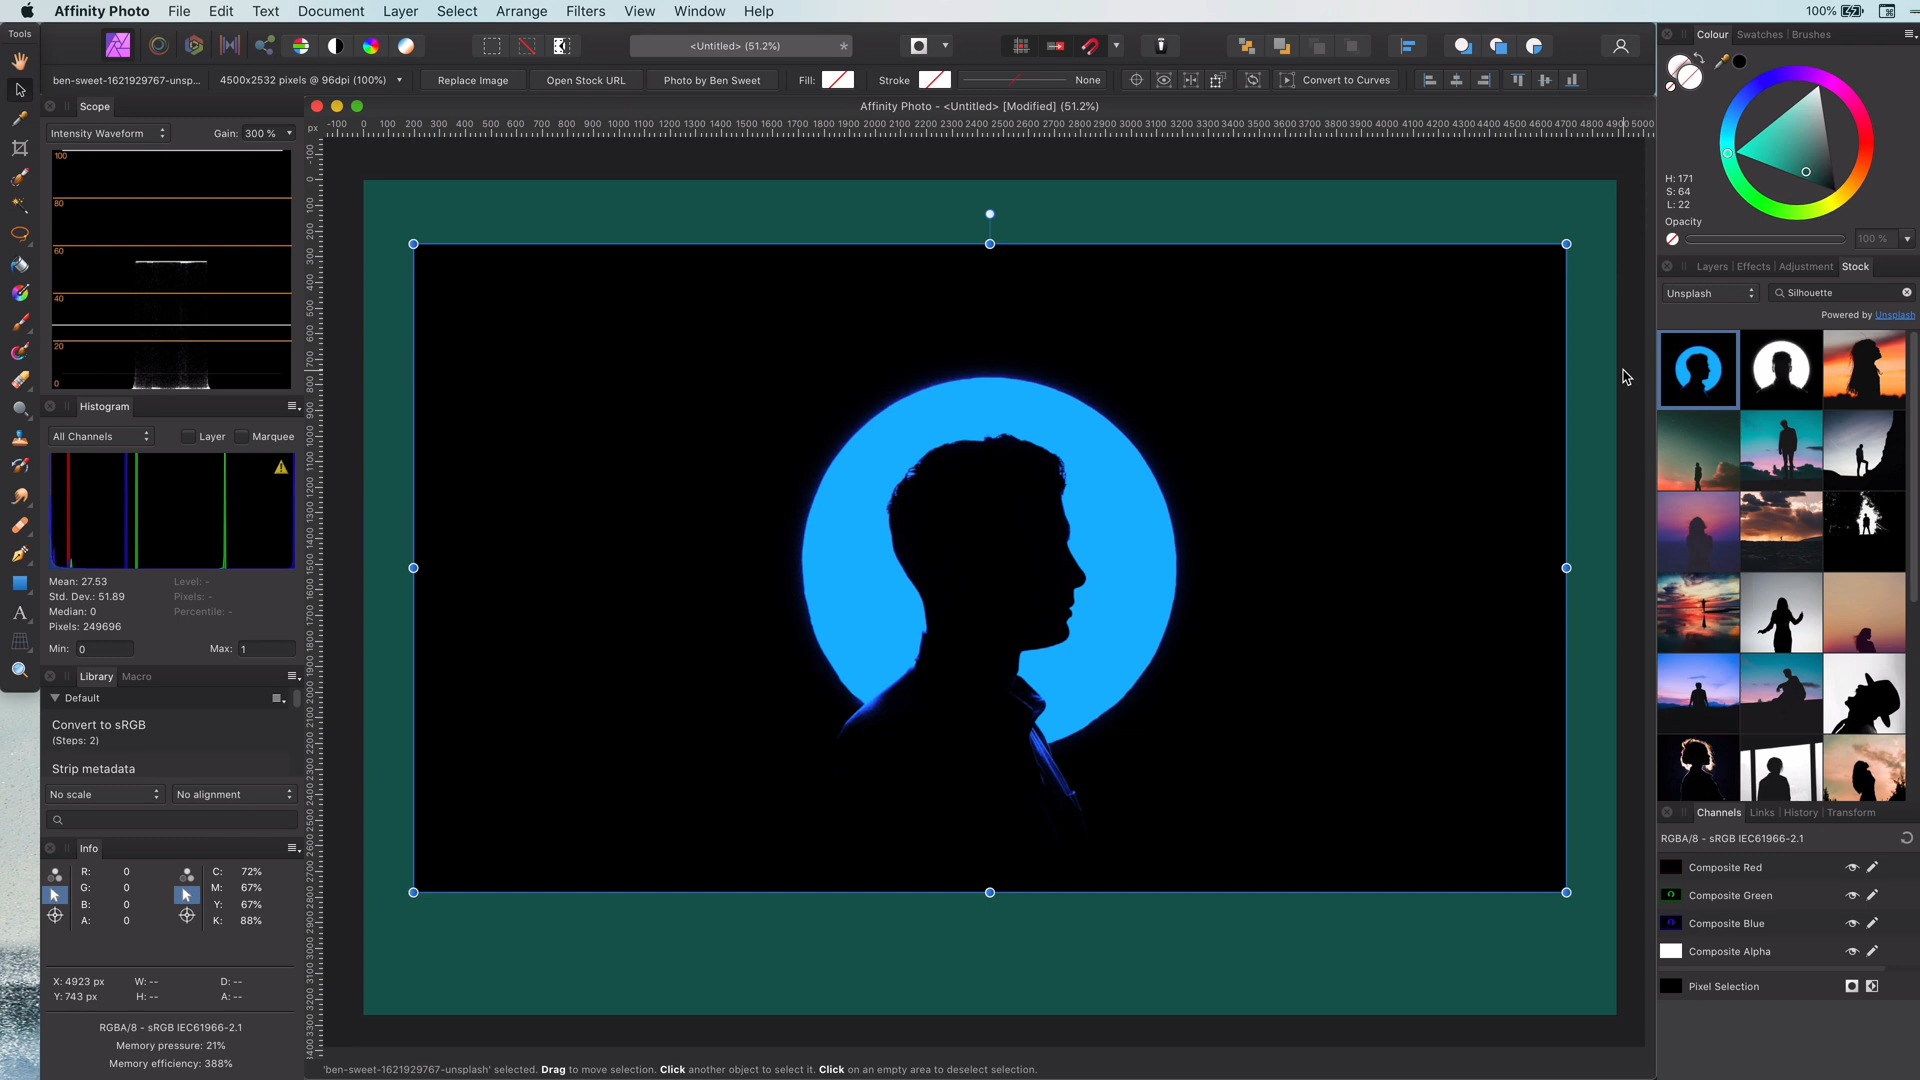 Affinity Photo File Edit Text Document Layer Select Arrange Filters View Window Help 100%
Tools
<Untitled> (51.2%) *
ben-sweet-1621929767-unsp... 4500x2532 pixels @ 96dpi (100%) Replace Image Open Stock URL Photo by Ben Sweet Fill: Stroke None Convert to Curves
Affinity Photo - <Untitled> [Modified] (51.2%)
px -100 0 100 200 300 400 500 600 700 800 900 1000 1100 1200 1300 1400 1500 1600 1700 1800 1900 2000 2100 2200 2300 2400 2500 2600 2700 2800 2900 3000 3100 3200 3300 3400 3500 3600 3700 3800 3900 4000 4100 4200 4300 4400 4500 4600 4700 4800 4900 5000
Scope
Intensity Waveform Gain: 300 %
100
80
60
40
20
0
Histogram
All Channels Layer Marquee
Mean: 27.53 Level: -
Std. Dev.: 51.89 Pixels: -
Median: 0 Percentile: -
Pixels: 249696
Min: 0 Max: 1
Library Macro
Default
Convert to sRGB
(Steps: 2)
Strip metadata
No scale No alignment
Info
R: 0 C: 72%
G: 0 M: 67%
B: 0 Y: 67%
A: 0 K: 88%
X: 4923 px W: -- D: --
Y: 743 px H: -- A: --
RGBA/8 - sRGB IEC61966-2.1
Memory pressure: 21%
Memory efficiency: 388%
'ben-sweet-1621929767-unsplash' selected. Drag to move selection. Click another object to select it. Click on an empty area to deselect selection.
Colour Swatches Brushes
H: 171
S: 64
L: 22
Opacity
100 %
Layers Effects Adjustment Stock
Unsplash Silhouette
Powered by Unsplash
Channels Links History Transform
RGBA/8 - sRGB IEC61966-2.1
Composite Red
Composite Green
Composite Blue
Composite Alpha
Pixel Selection